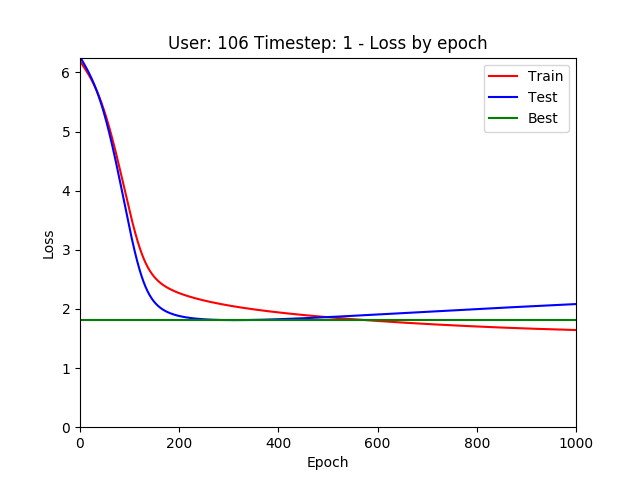 User: 106 Timestep: 1 - Loss by epoch
Train
Test
Best
Loss
6
5
4
3
2
1
0
0 200 400 600 800 1000
Epoch